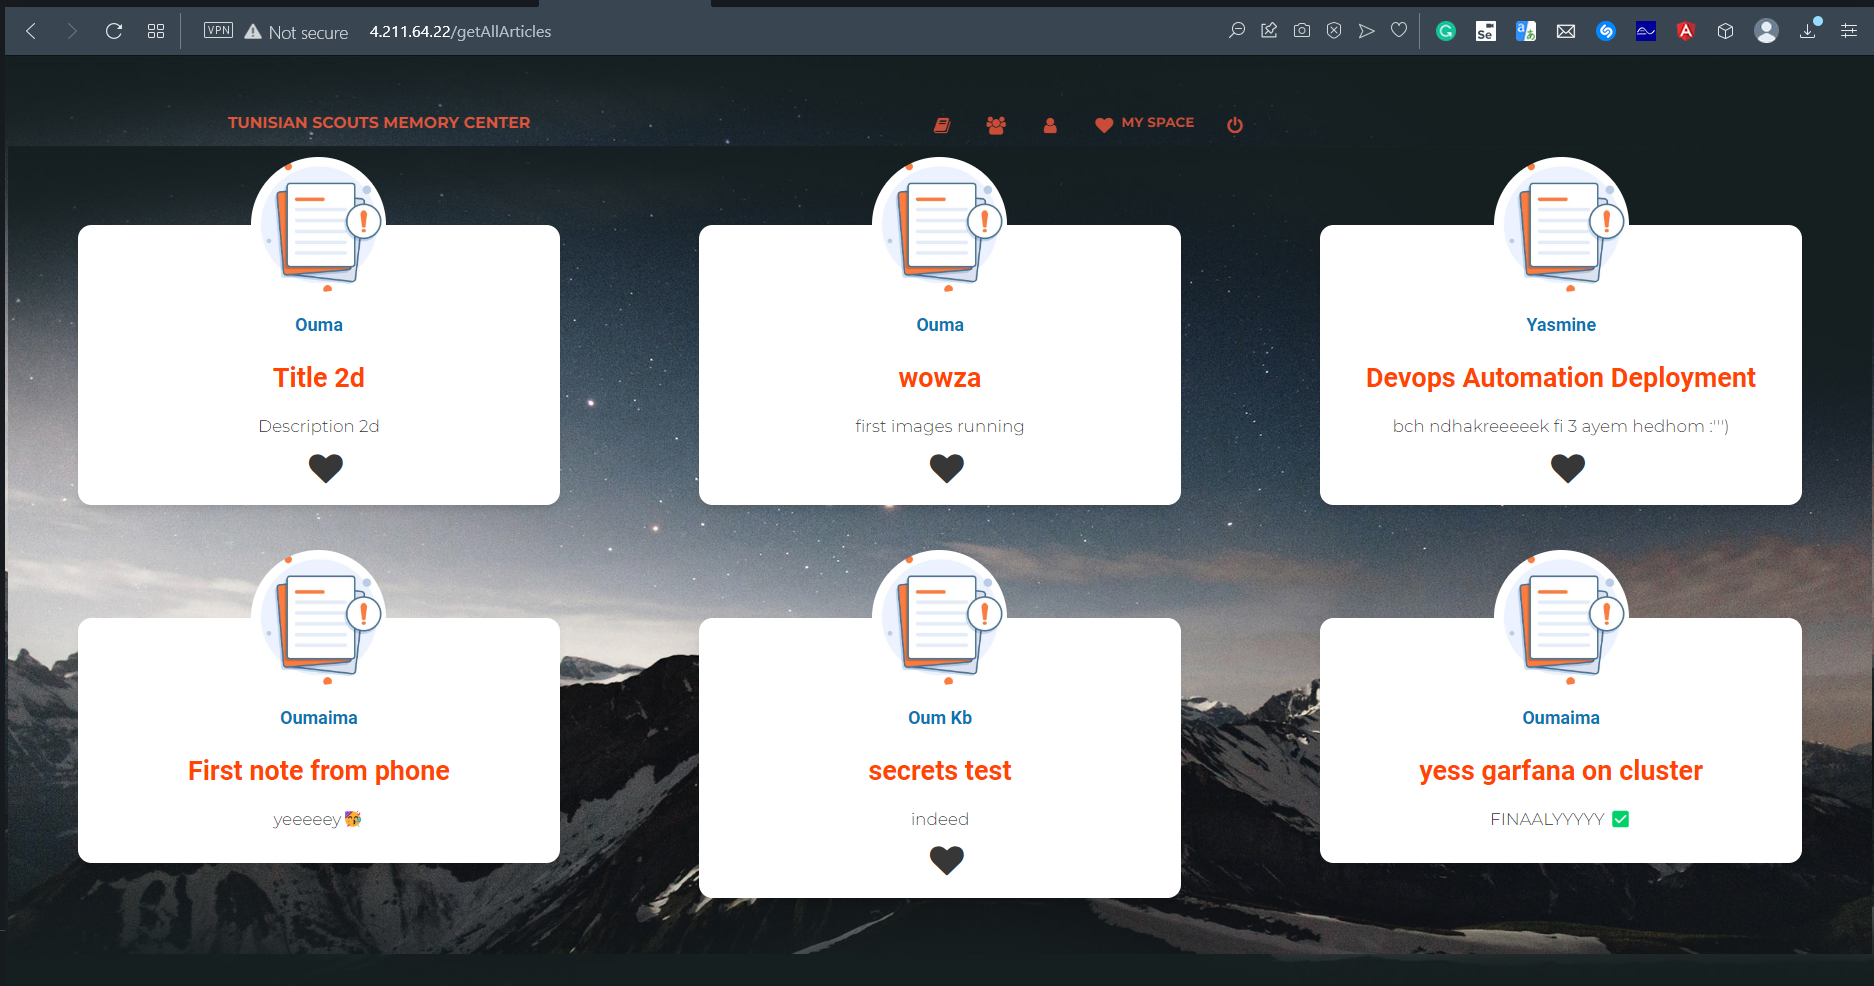 VPN
Not secure
4.211.64.22/getAllArticles
Se
TUNISIAN SCOUTS MEMORY CENTER
MY SPACE
Ouma
Title 2d
Description 2d
Ouma
wowza
first images running
Yasmine
Devops Automation Deployment
bch ndhakreeeeek fi 3 ayem hedhom :''')
Oumaima
First note from phone
yeeeeey 🥳
Oum Kb
secrets test
indeed
Oumaima
yess garfana on cluster
FINAALYYYYY ✅